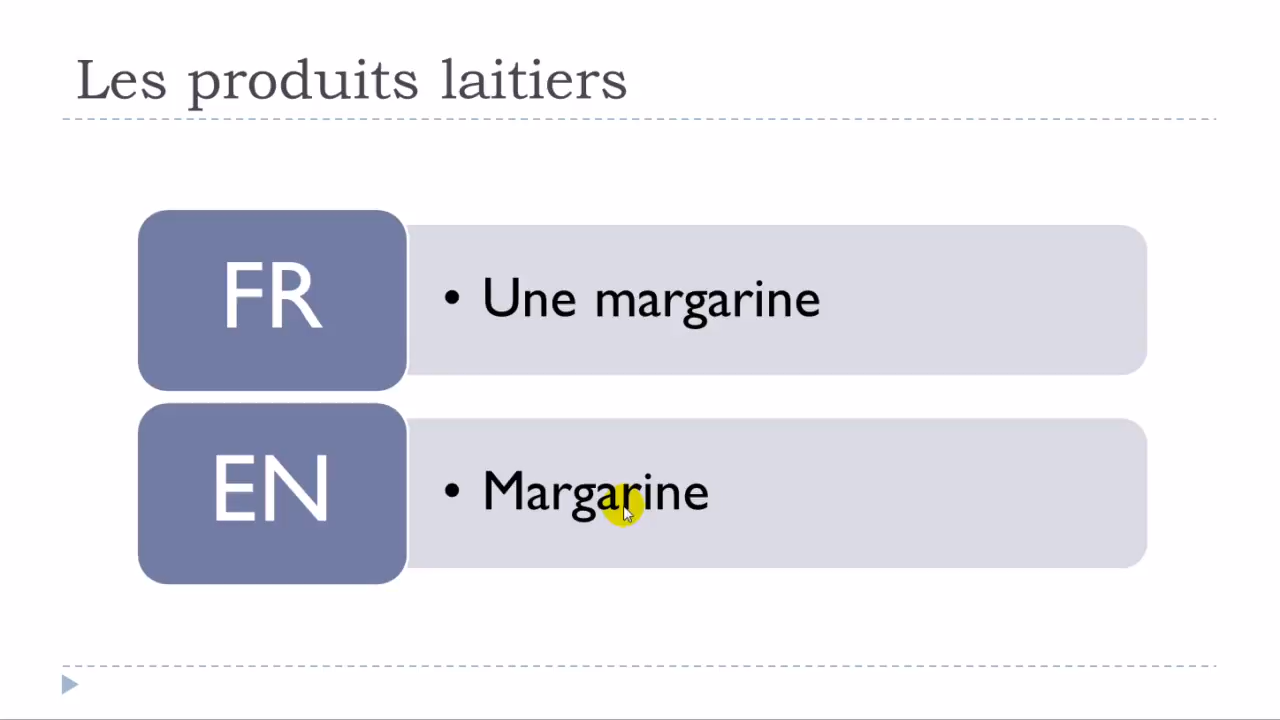 Les produits laitiers
FR
• Une margarine
EN
• Margarine